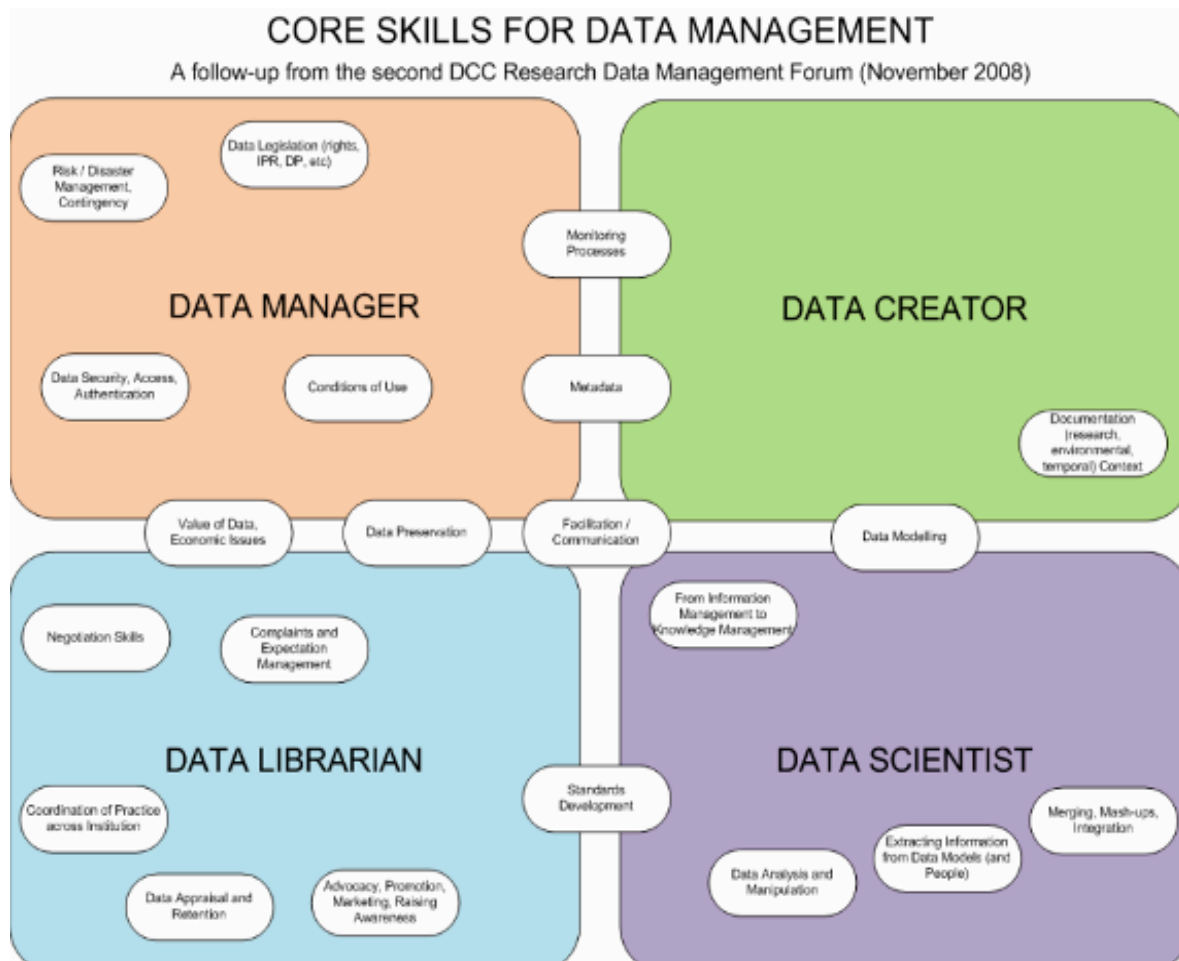 CORE SKILLS FOR DATA MANAGEMENT
A follow-up from the second DCC Research Data Management Forum (November 2008)
Data Legislation (rights,
IPR, DP, etc)
Risk / Disaster
Management,
Contingency
Monitoring
Processes
DATA MANAGER
DATA CREATOR
Data Security, Access,
Authentication
Conditions of Use
Metadata
Documentation
(research,
environmental,
temporal) Context
Value of Data,
Economic Issues
Data Preservation
Facilitation /
Communication
Data Modelling
From Information
Management to
Knowledge Management
Negotiation Skills
Complaints and
Expectation
Management
DATA LIBRARIAN
DATA SCIENTIST
Standards
Development
Coordination of Practice
across Institution
Merging, Mash-ups,
Integration
Extracting Information
from Data Models (and
People)
Data Analysis and
Manipulation
Data Appraisal and
Retention
Advocacy, Promotion,
Marketing, Raising
Awareness